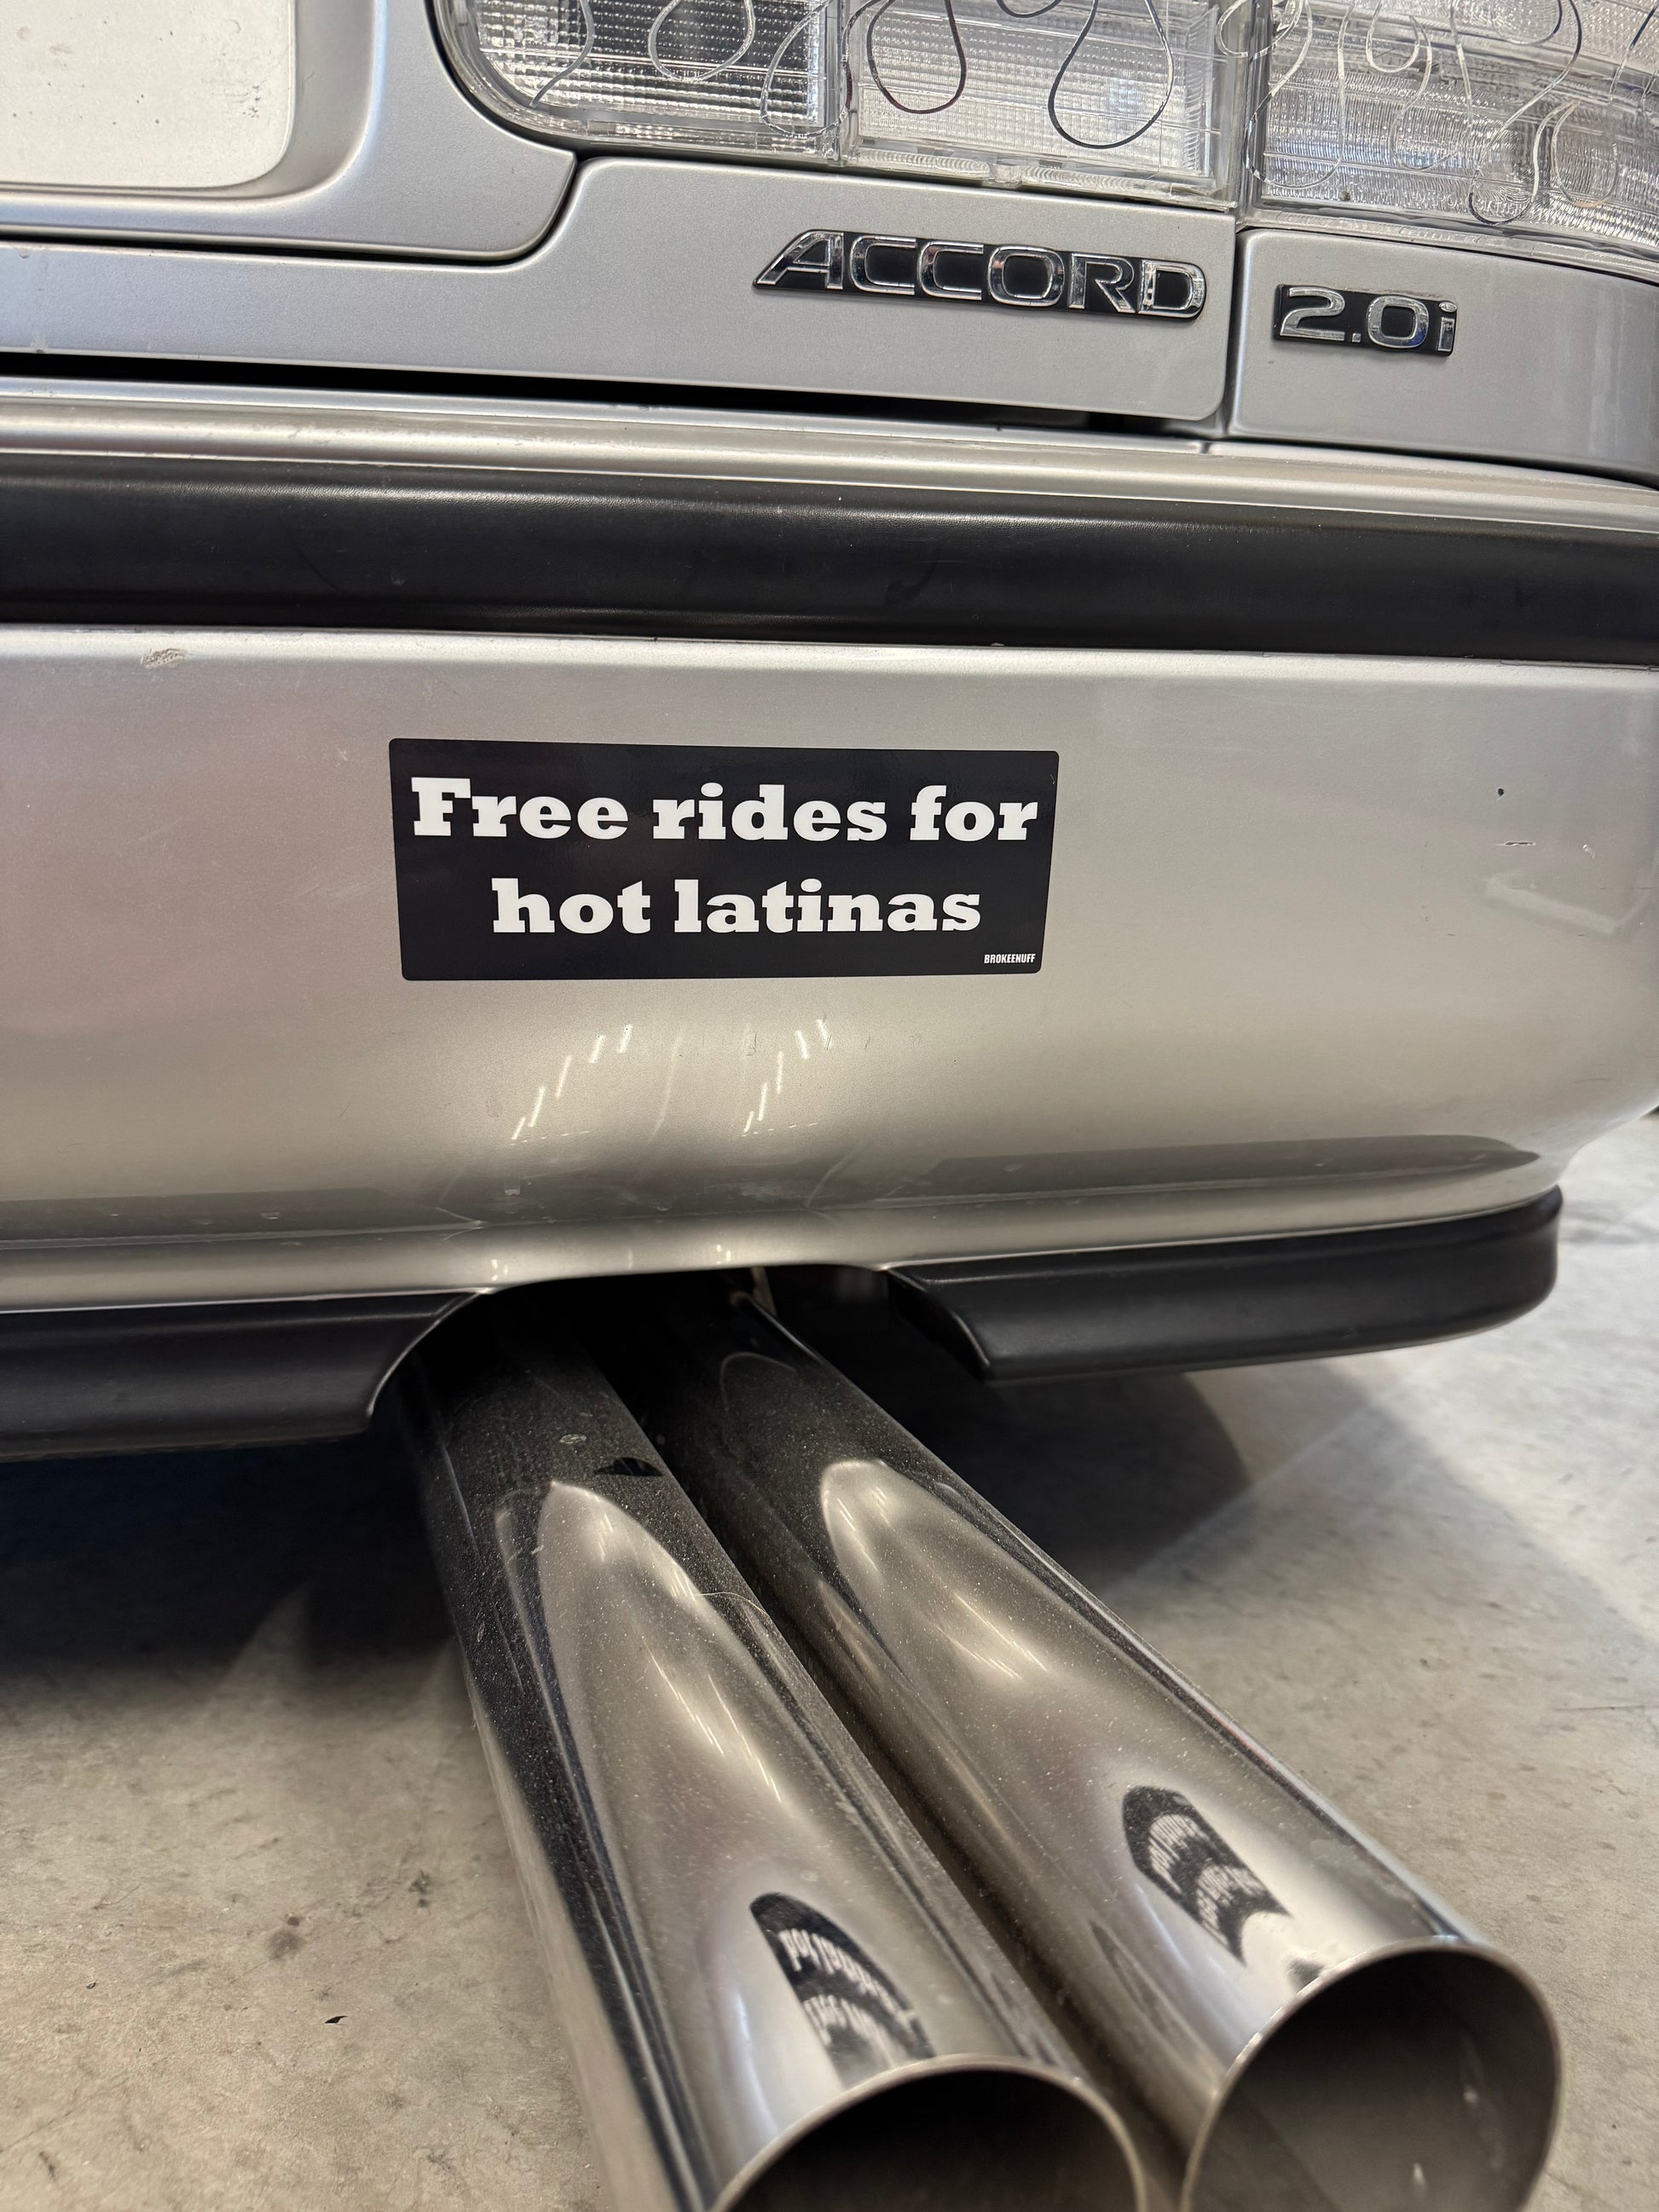 ACCORD
2.0i
Free rides for
hot latinas
BROKEENUFF